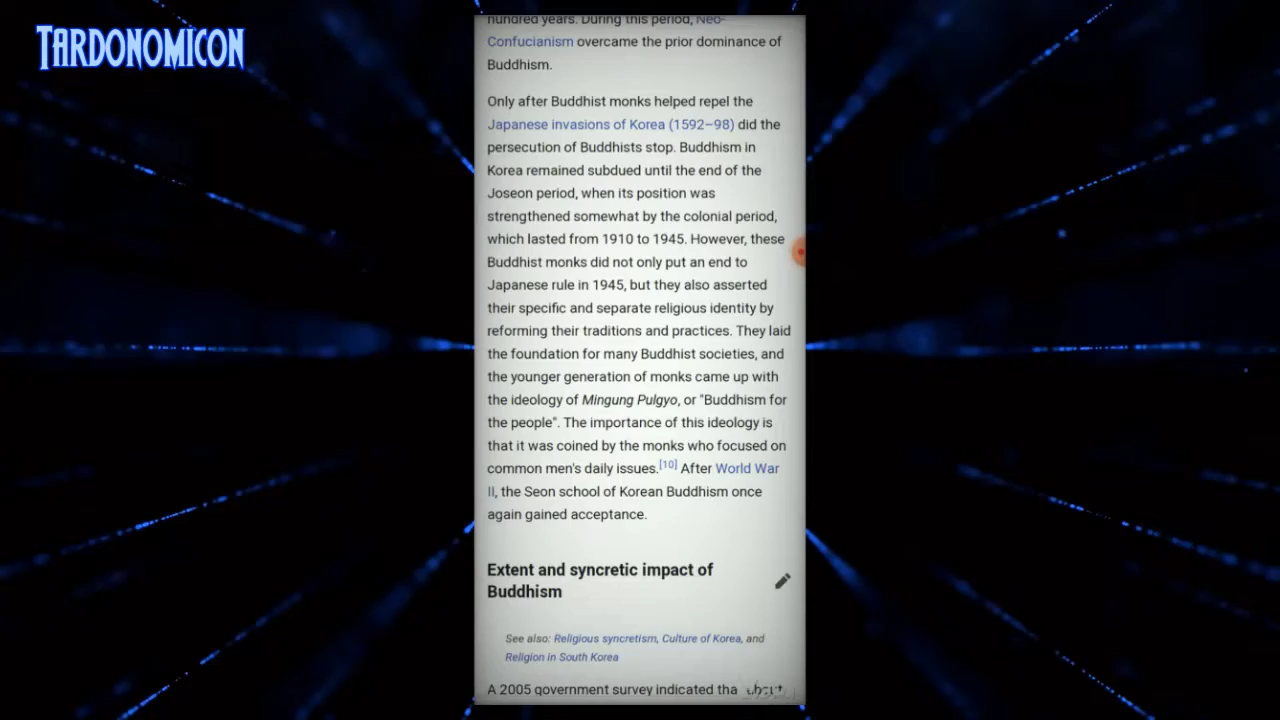 TARDONOMICON
hundred years. During this period, Neo-
Confucianism overcame the prior dominance of
Buddhism.
Only after Buddhist monks helped repel the
Japanese invasions of Korea (1592–98) did the
persecution of Buddhists stop. Buddhism in
Korea remained subdued until the end of the
Joseon period, when its position was
strengthened somewhat by the colonial period,
which lasted from 1910 to 1945. However, these
Buddhist monks did not only put an end to
Japanese rule in 1945, but they also asserted
their specific and separate religious identity by
reforming their traditions and practices. They laid
the foundation for many Buddhist societies, and
the younger generation of monks came up with
the ideology of Mingung Pulgyo, or "Buddhism for
the people". The importance of this ideology is
that it was coined by the monks who focused on
common men's daily issues.[10] After World War
II, the Seon school of Korean Buddhism once
again gained acceptance.
Extent and syncretic impact of
Buddhism
See also: Religious syncretism, Culture of Korea, and
Religion in South Korea
A 2005 government survey indicated tha